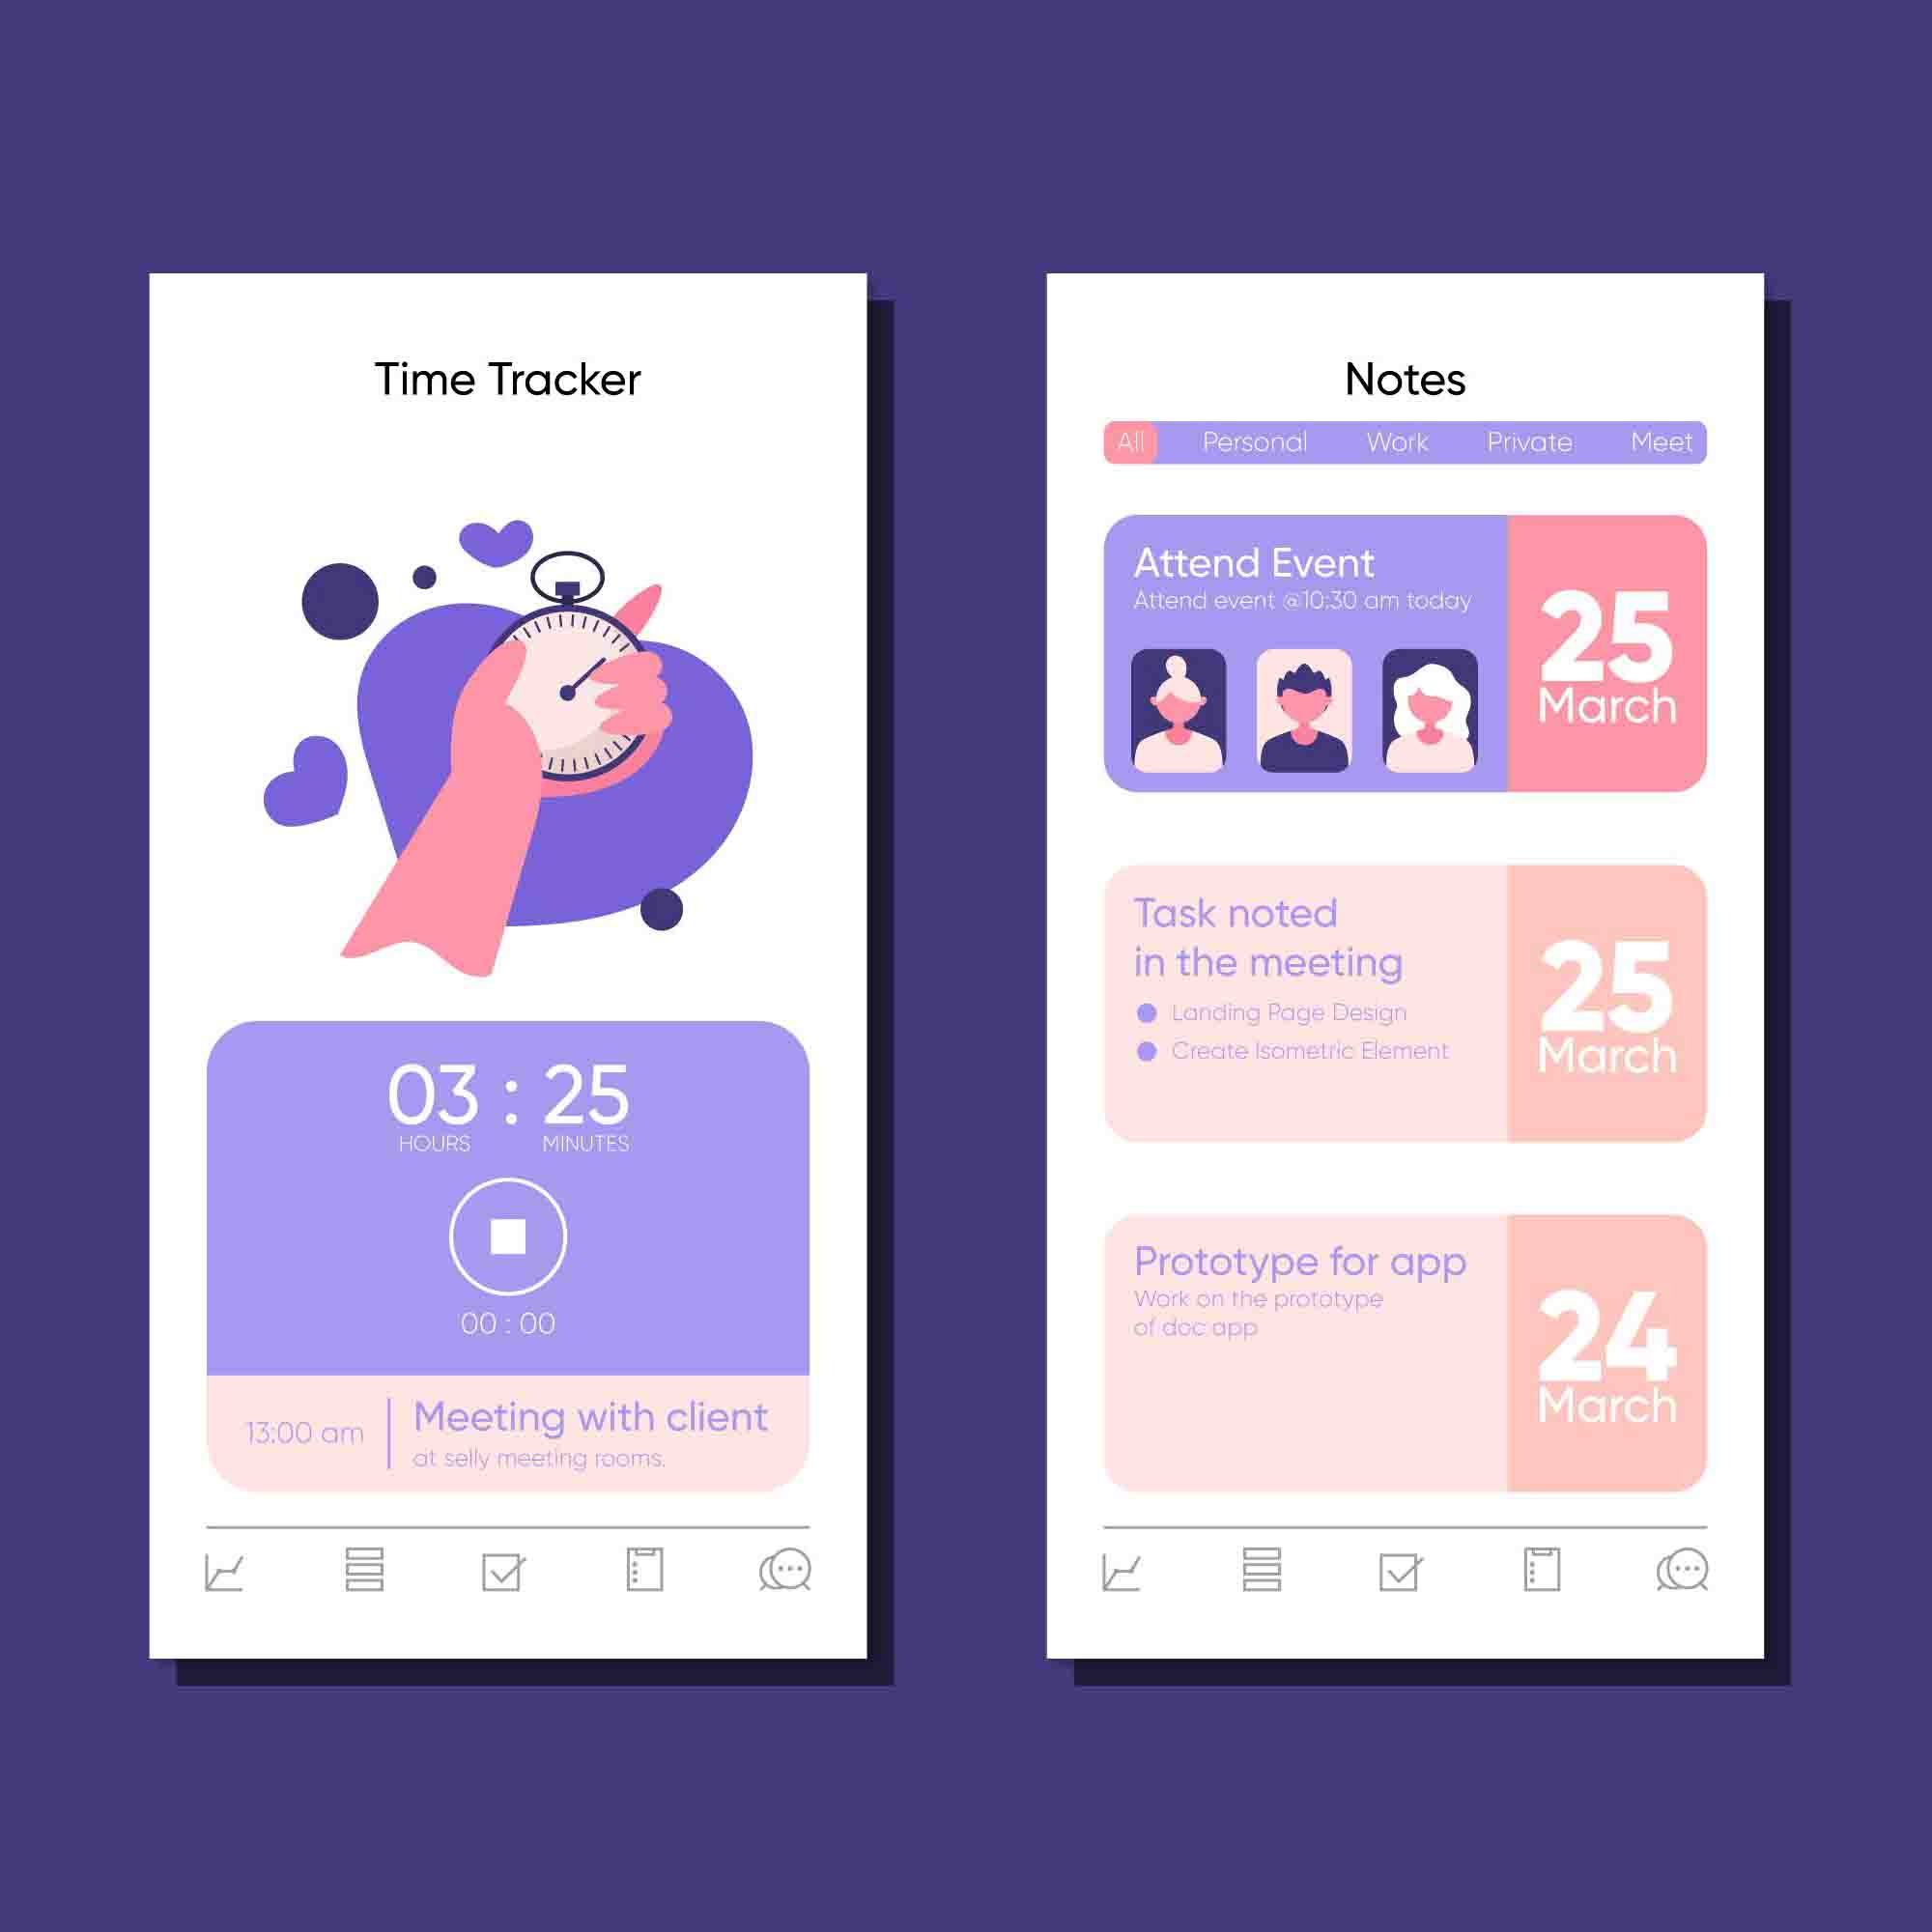 Time Tracker
03 : 25
HOURS MINUTES
00 : 00
13:00 am
Meeting with client
at selly meeting rooms.
Notes
All Personal Work Private Meet
Attend Event
Attend event @10:30 am today
25
March
Task noted
in the meeting
Landing Page Design
Create Isometric Element
25
March
Prototype for app
Work on the prototype
of doc app
24
March